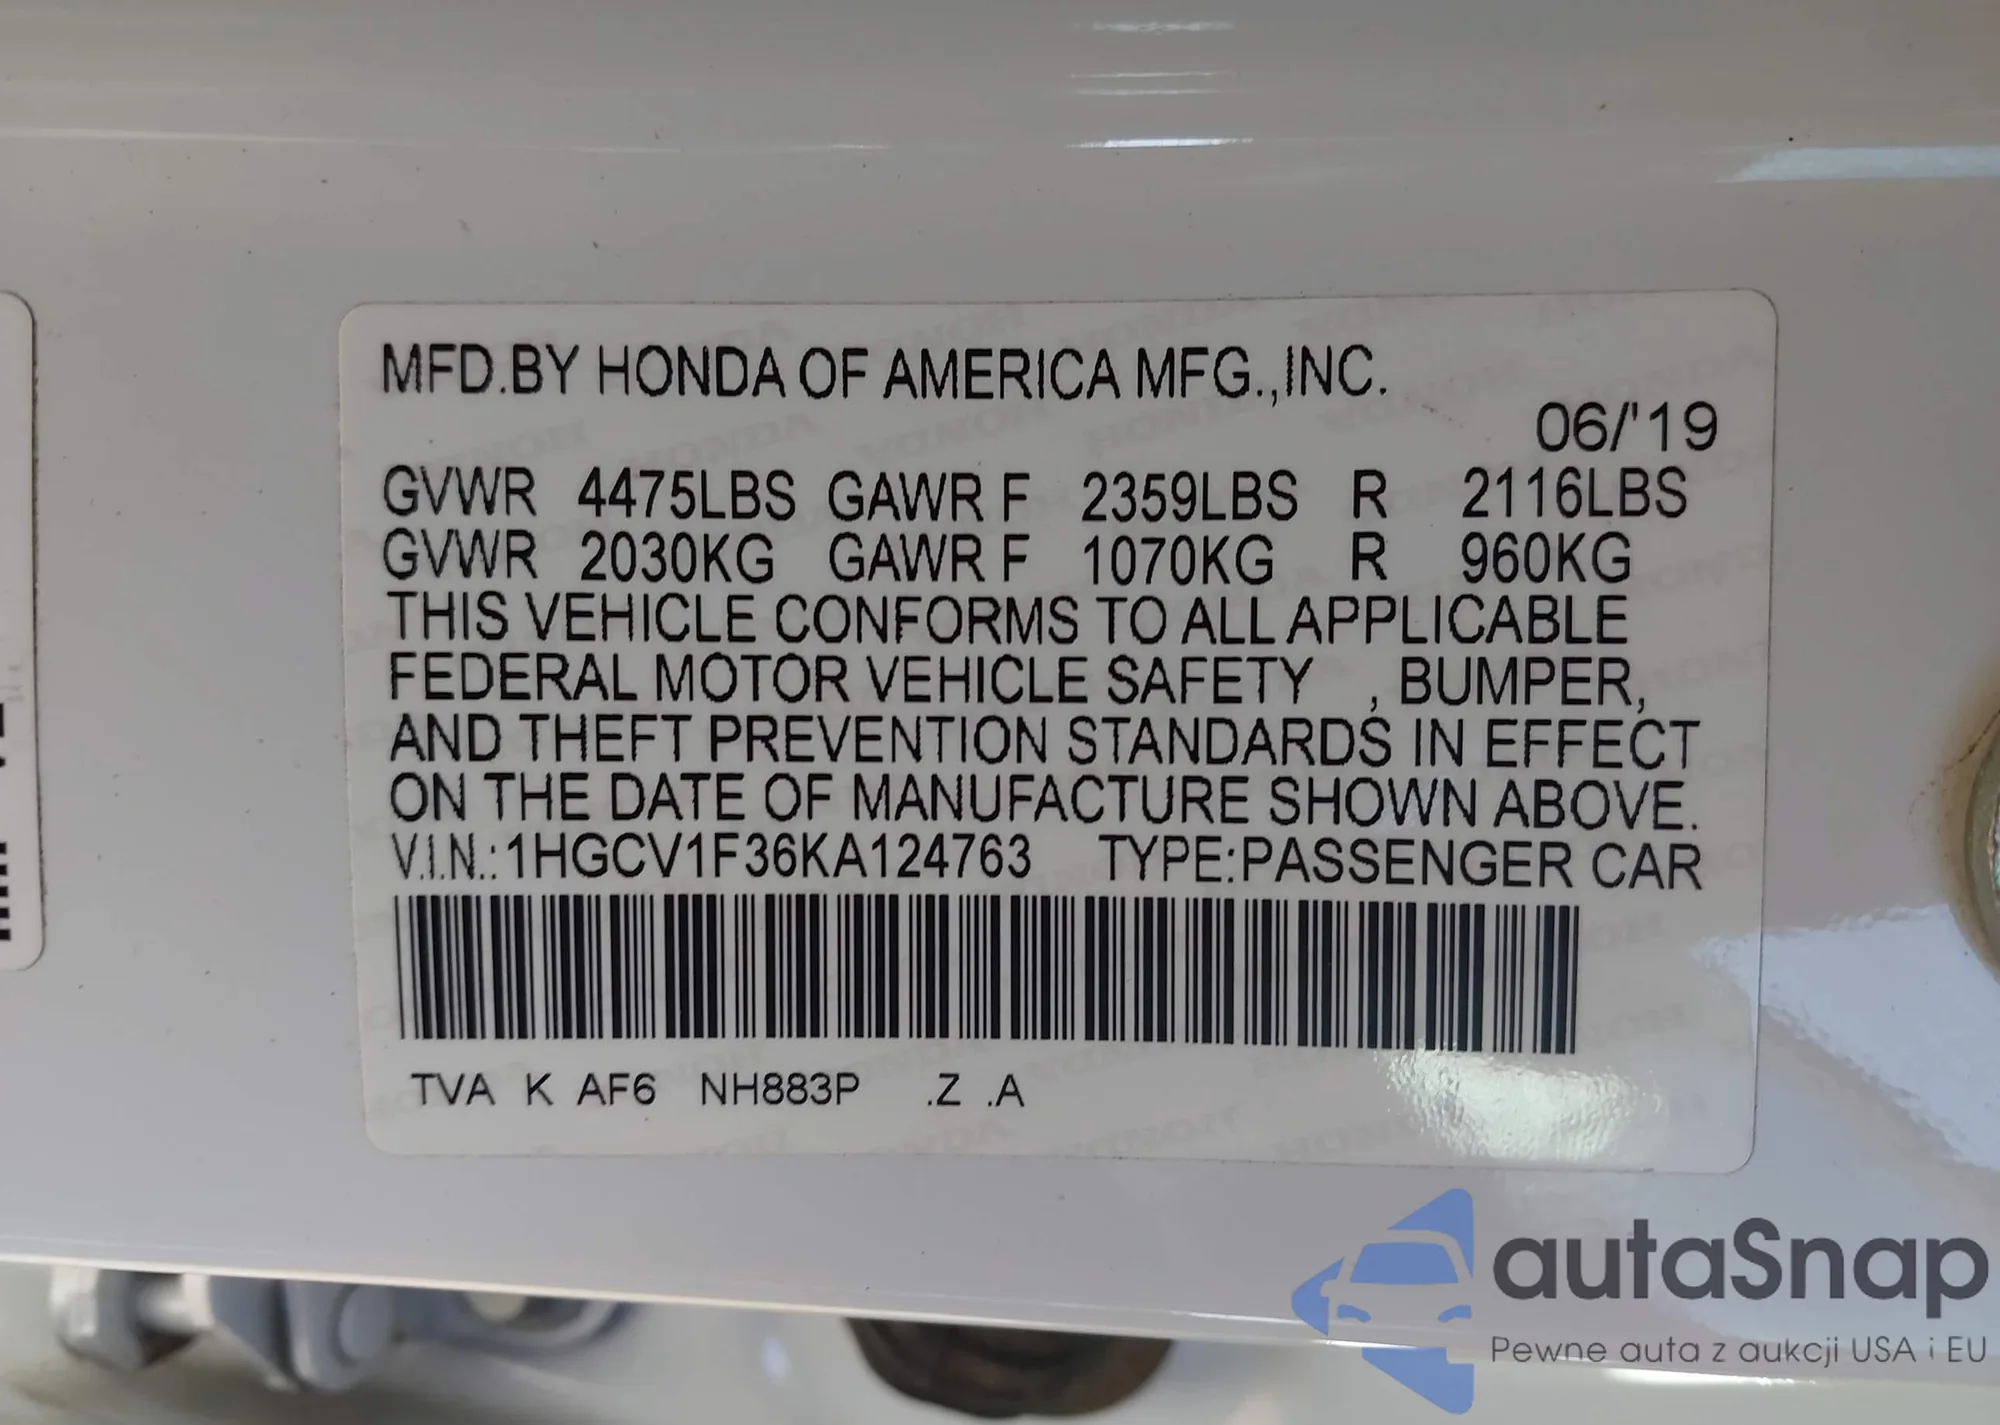 MFD.BY HONDA OF AMERICA MFG.,INC.
06/'19
GVWR 4475LBS GAWR F 2359LBS R 2116LBS
GVWR 2030KG GAWR F 1070KG R 960KG
THIS VEHICLE CONFORMS TO ALL APPLICABLE
FEDERAL MOTOR VEHICLE SAFETY , BUMPER,
AND THEFT PREVENTION STANDARDS IN EFFECT
ON THE DATE OF MANUFACTURE SHOWN ABOVE.
V.I.N.:1HGCV1F36KA124763 TYPE:PASSENGER CAR
TVA K AF6 NH883P .Z .A
autaSnap
Pewne auta z aukcji USA i EU